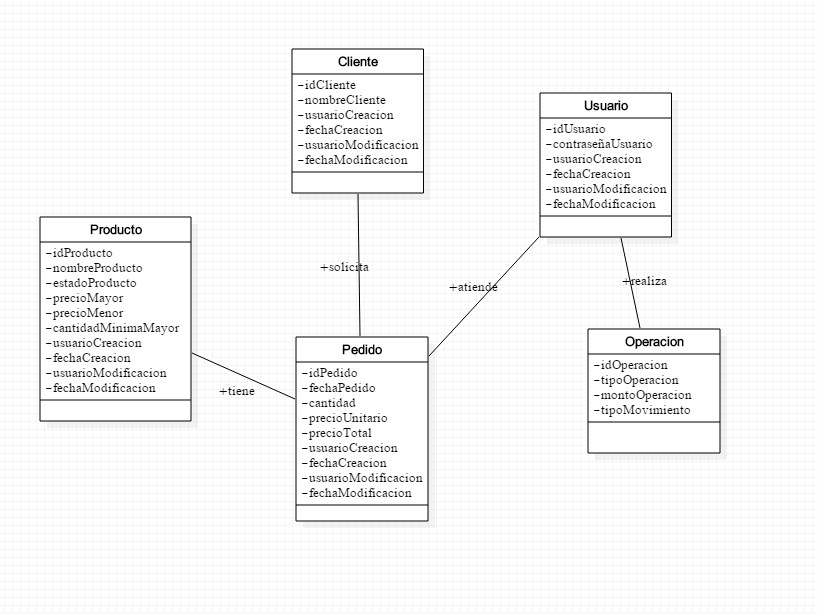 Cliente
-idCliente
-nombreCliente
-usuarioCreacion
-fechaCreacion
-usuarioModificacion
-fechaModificacion
Usuario
-idUsuario
-contraseñaUsuario
-usuarioCreacion
-fechaCreacion
-usuarioModificacion
-fechaModificacion
Producto
-idProducto
-nombreProducto
-estadoProducto
-precioMayor
-precioMenor
-cantidadMinimaMayor
-usuarioCreacion
-fechaCreacion
-usuarioModificacion
-fechaModificacion
+solicita
+atiende
+realiza
+tiene
Pedido
-idPedido
-fechaPedido
-cantidad
-precioUnitario
-precioTotal
-usuarioCreacion
-fechaCreacion
-usuarioModificacion
-fechaModificacion
Operacion
-idOperacion
-tipoOperacion
-montoOperacion
-tipoMovimiento